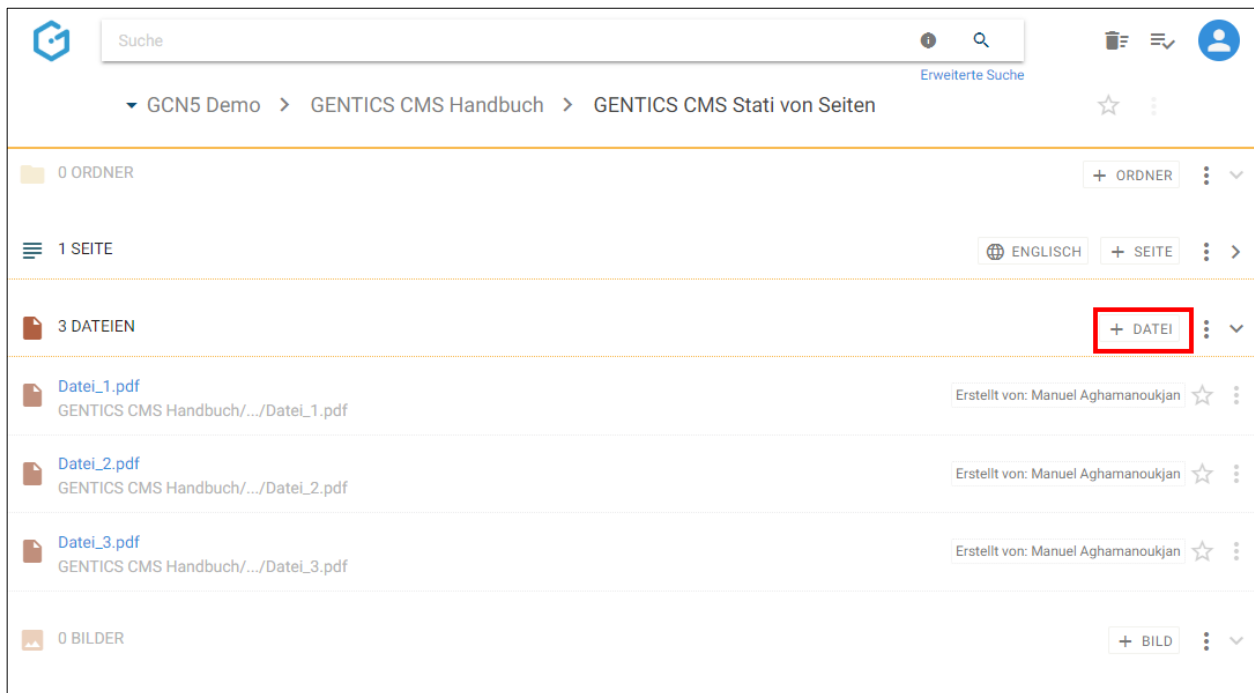 Suche
Erweiterte Suche
GCN5 Demo > GENTICS CMS Handbuch > GENTICS CMS Stati von Seiten
0 ORDNER + ORDNER
1 SEITE ENGLISCH + SEITE
3 DATEIEN + DATEI
Datei_1.pdf
GENTICS CMS Handbuch/.../Datei_1.pdf
Erstellt von: Manuel Aghamanoukjan
Datei_2.pdf
GENTICS CMS Handbuch/.../Datei_2.pdf
Erstellt von: Manuel Aghamanoukjan
Datei_3.pdf
GENTICS CMS Handbuch/.../Datei_3.pdf
Erstellt von: Manuel Aghamanoukjan
0 BILDER + BILD